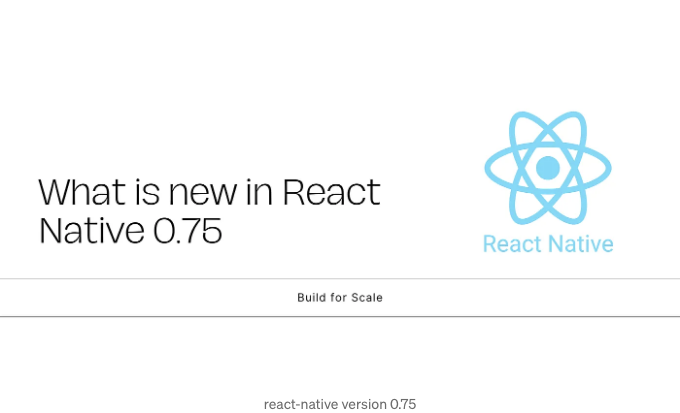 What is new in React
Native 0.75
React Native
Build for Scale
react-native version 0.75